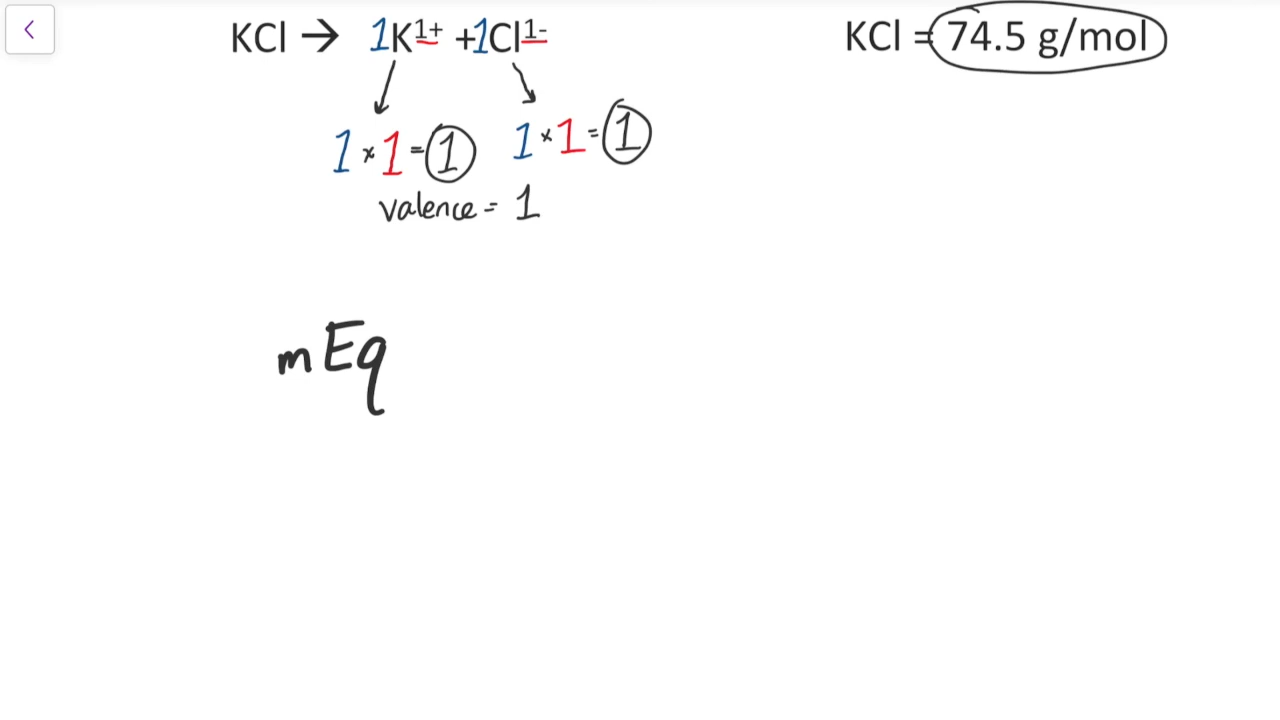 KCl → 1K¹⁺ +1Cl¹⁻
KCl = 74.5 g/mol
1 × 1 = 1
1 × 1 = 1
valence = 1
mEq